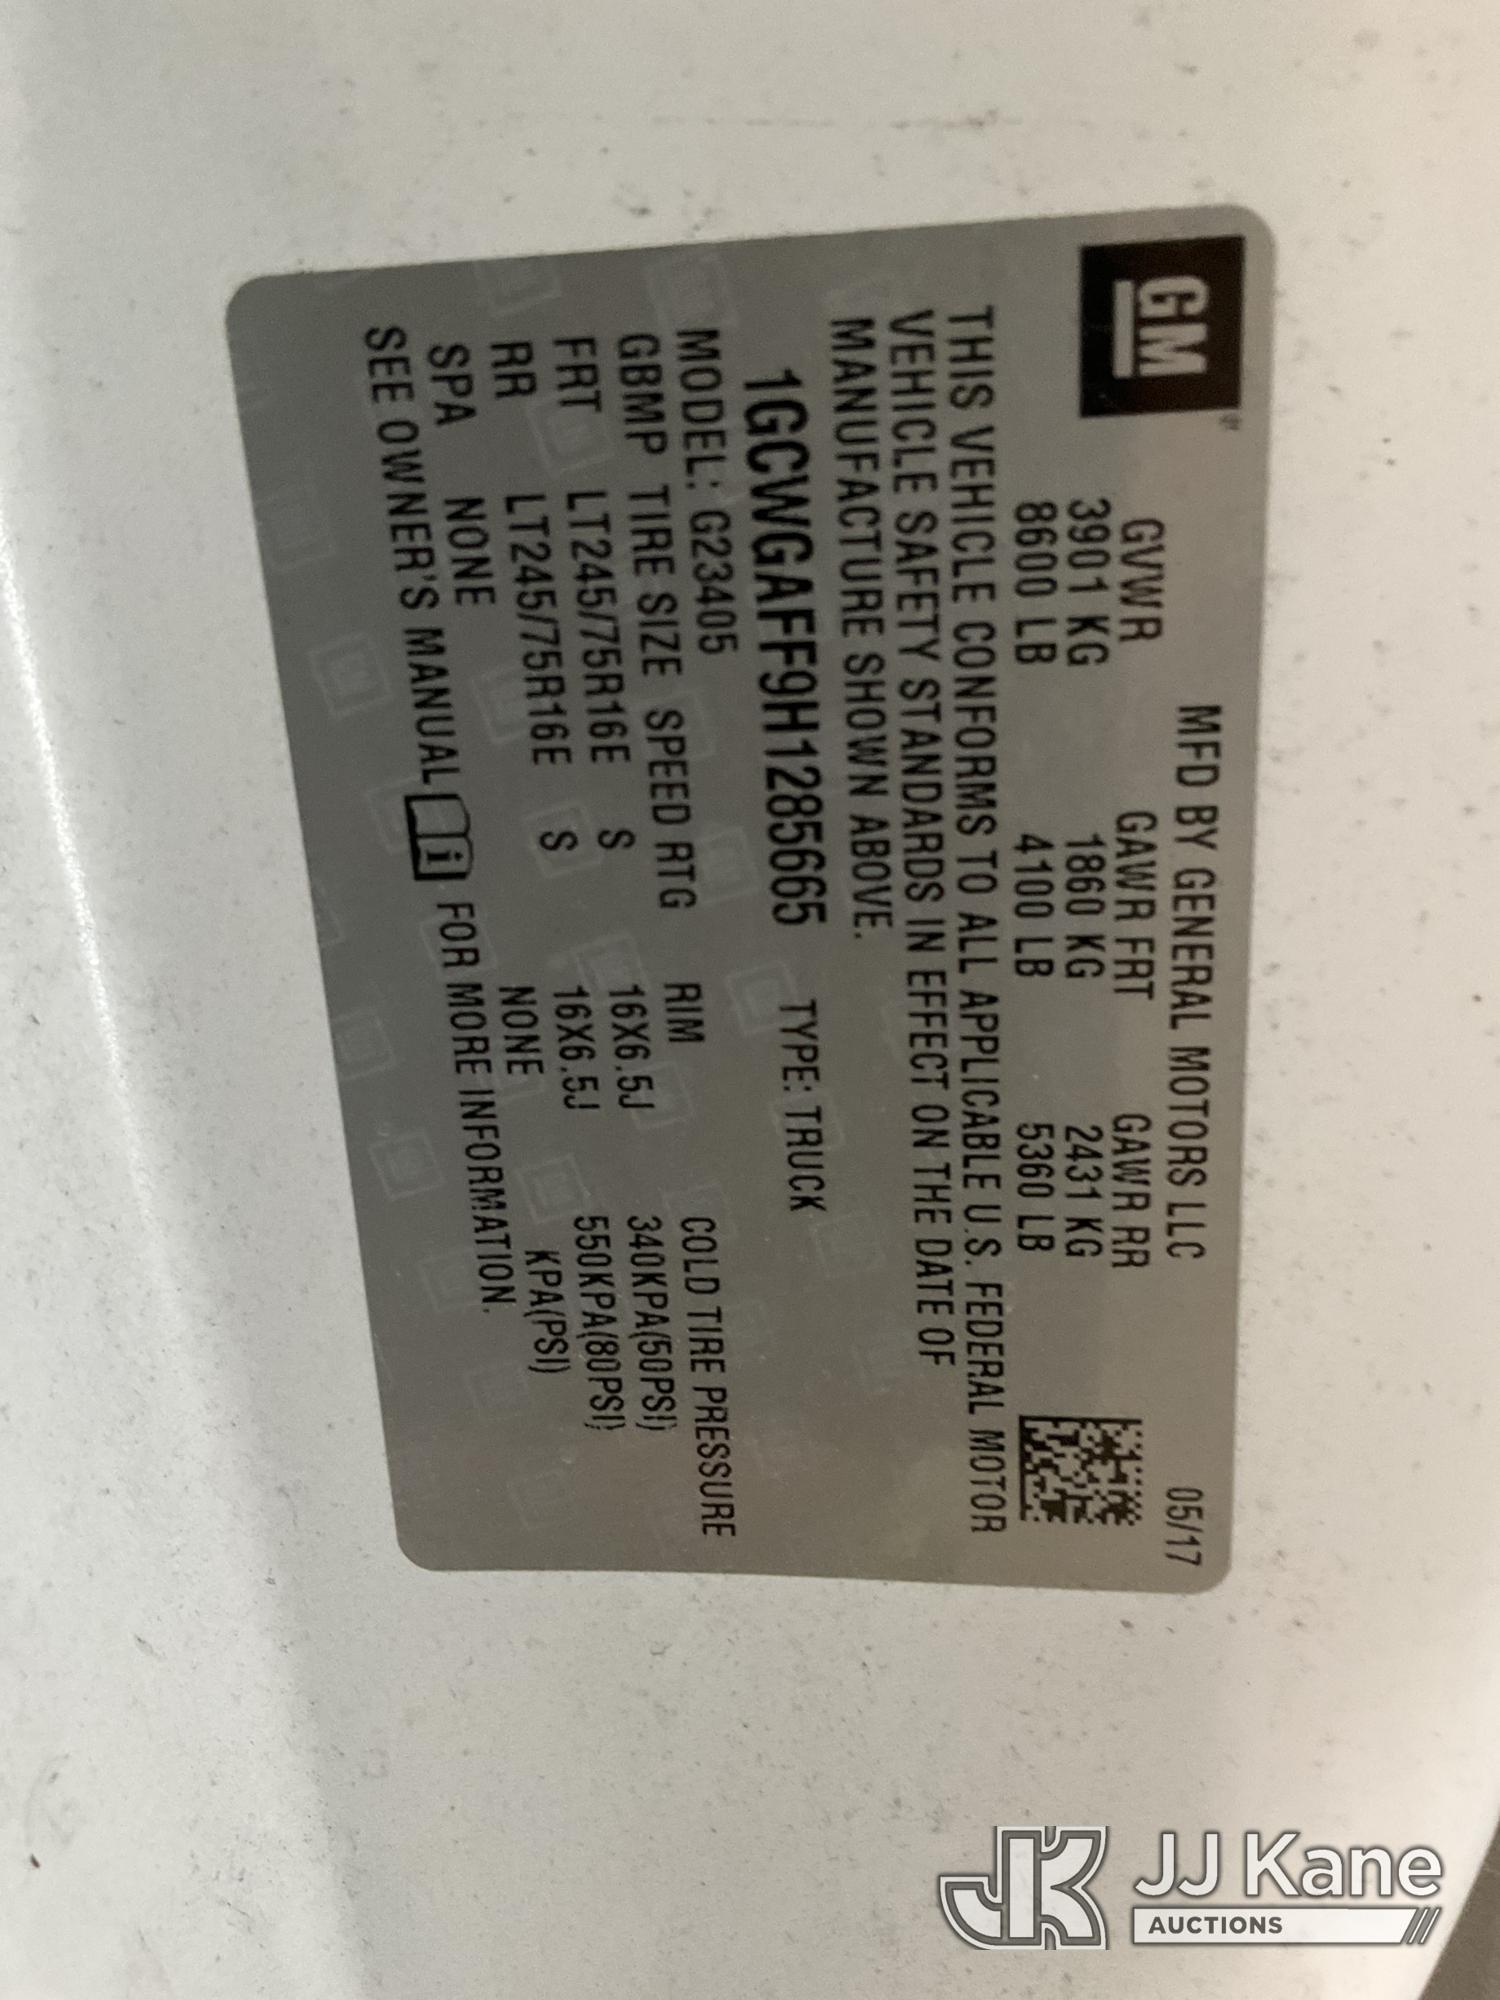 GM
MFD BY GENERAL MOTORS LLC 05/17
GVWR GAWR FRT GAWR RR
3901 KG 1860 KG 2431 KG
8600 LB 4100 LB 5360 LB
THIS VEHICLE CONFORMS TO ALL APPLICABLE U.S. FEDERAL MOTOR
VEHICLE SAFETY STANDARDS IN EFFECT ON THE DATE OF
MANUFACTURE SHOWN ABOVE.
1GCWGAFF9H1285665 TYPE: TRUCK
MODEL: G23405
GBMP TIRE SIZE SPEED RTG RIM COLD TIRE PRESSURE
FRT LT245/75R16E S 16X6.5J 340KPA(50PSI)
RR LT245/75R16E S 16X6.5J 550KPA(80PSI)
SPA NONE NONE KPA(PSI)
SEE OWNER'S MANUAL i FOR MORE INFORMATION.
JK JJ Kane
AUCTIONS